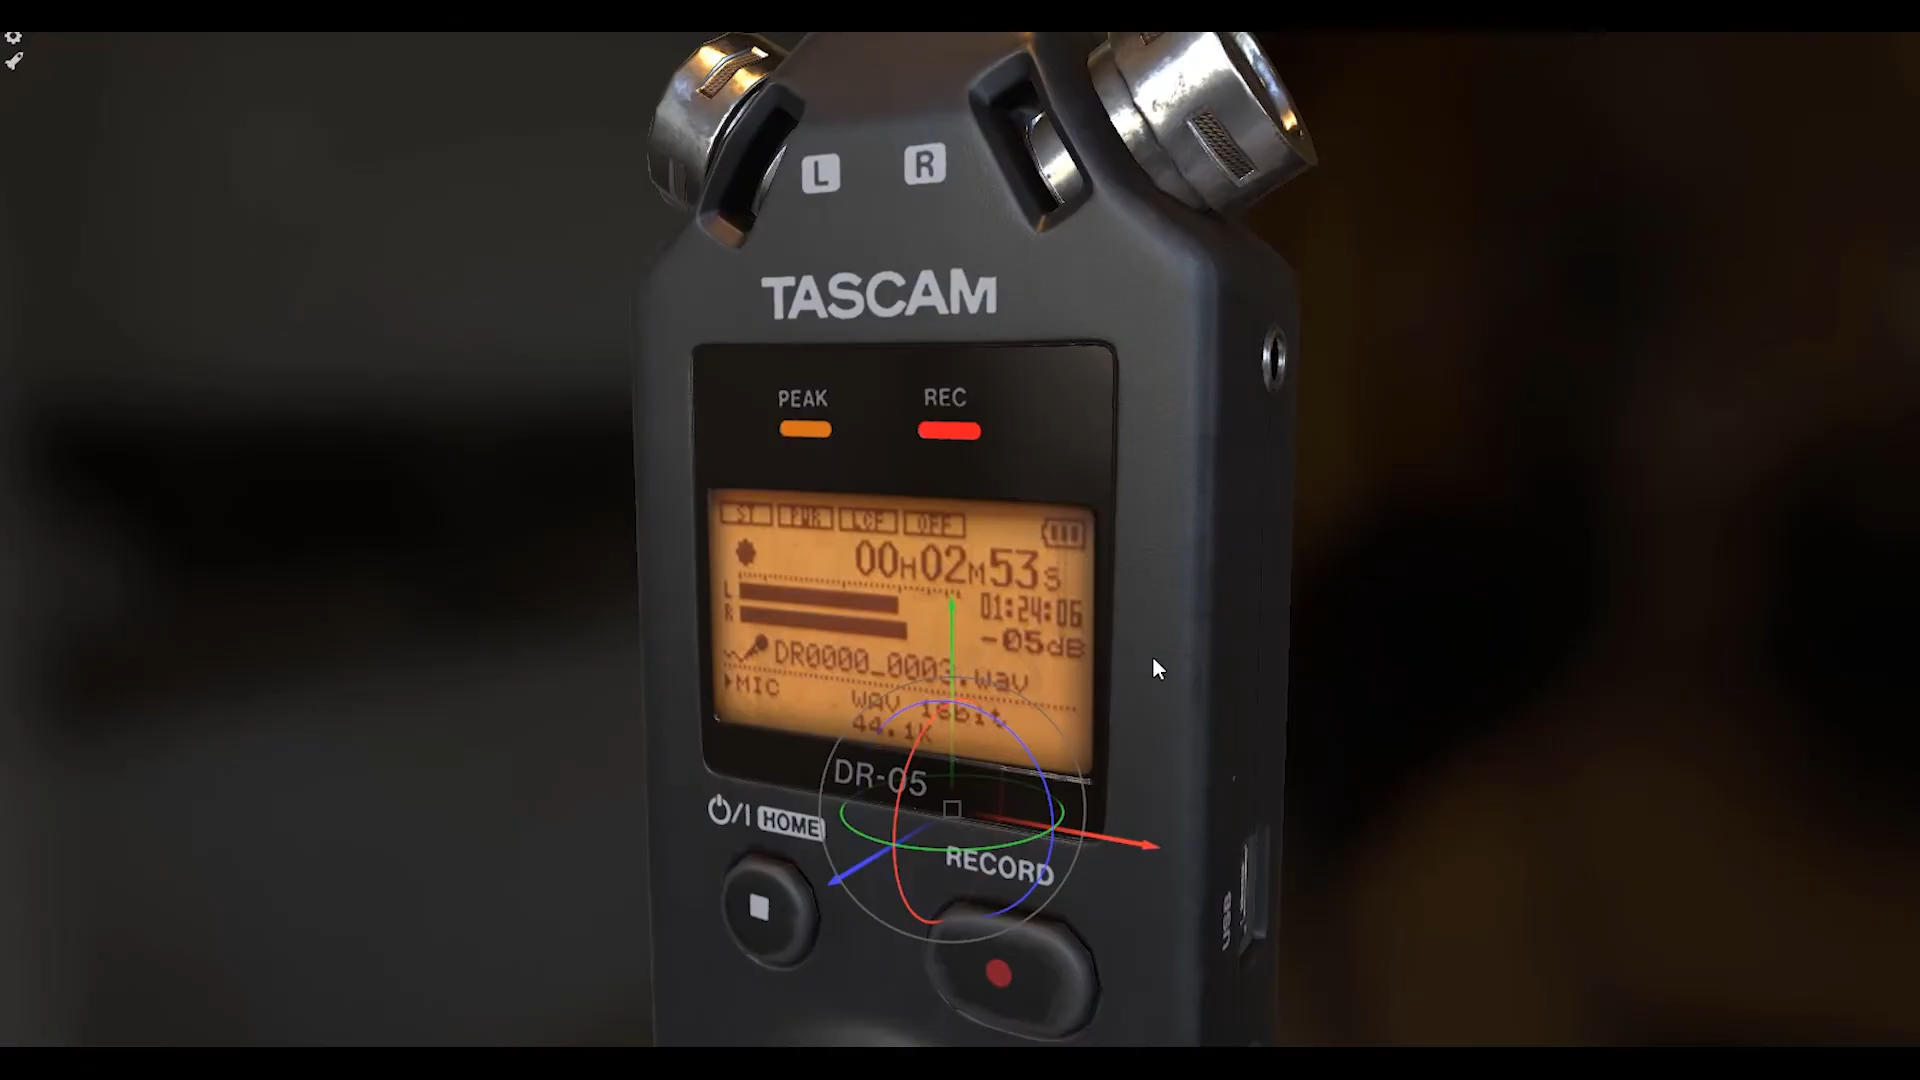 L R
TASCAM
PEAK REC
SY PWR LCF OFF
00H02M53S
L
01:24:06
R
-05dB
DR0000_0003.wav
MIC
WAV 16bit
44.1K
DR-05
HOME
RECORD
USB